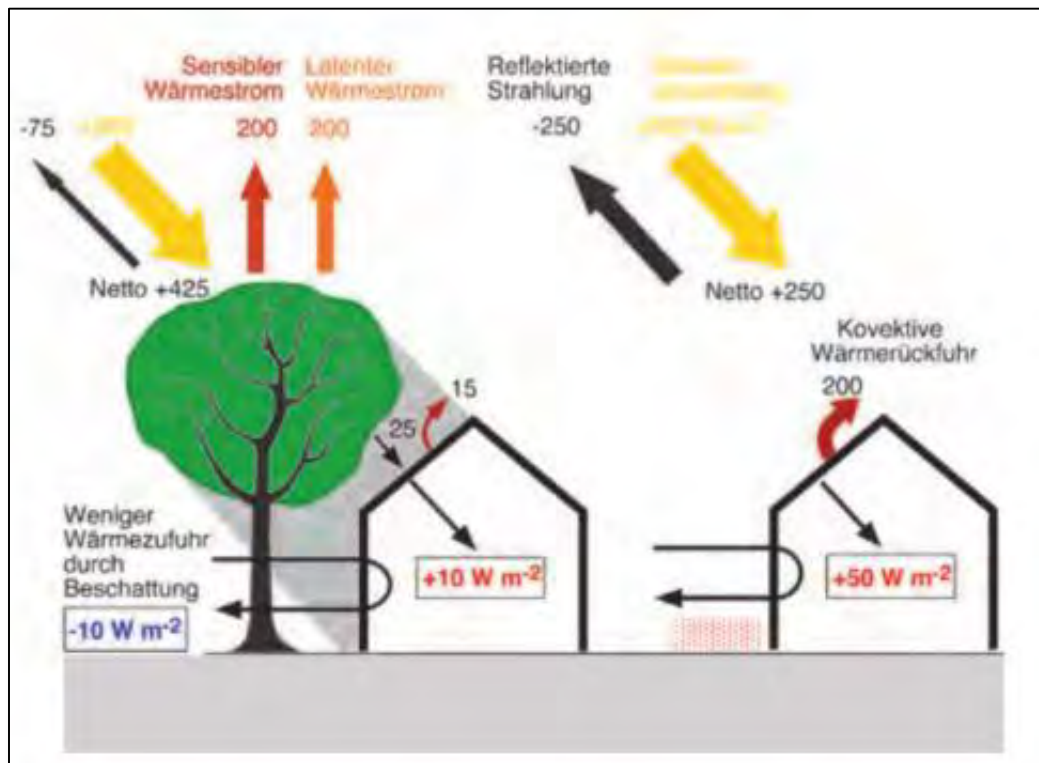 Sensibler
Wärmestrom
Latenter
Wärmestrom
Reflektierte
Strahlung
-75
200
200
-250
Netto +425
Netto +250
Kovektive
Wärmerückfuhr
200
15
25
Weniger
Wärmezufuhr
durch
Beschattung
-10 W m-2
+10 W m-2
+50 W m-2